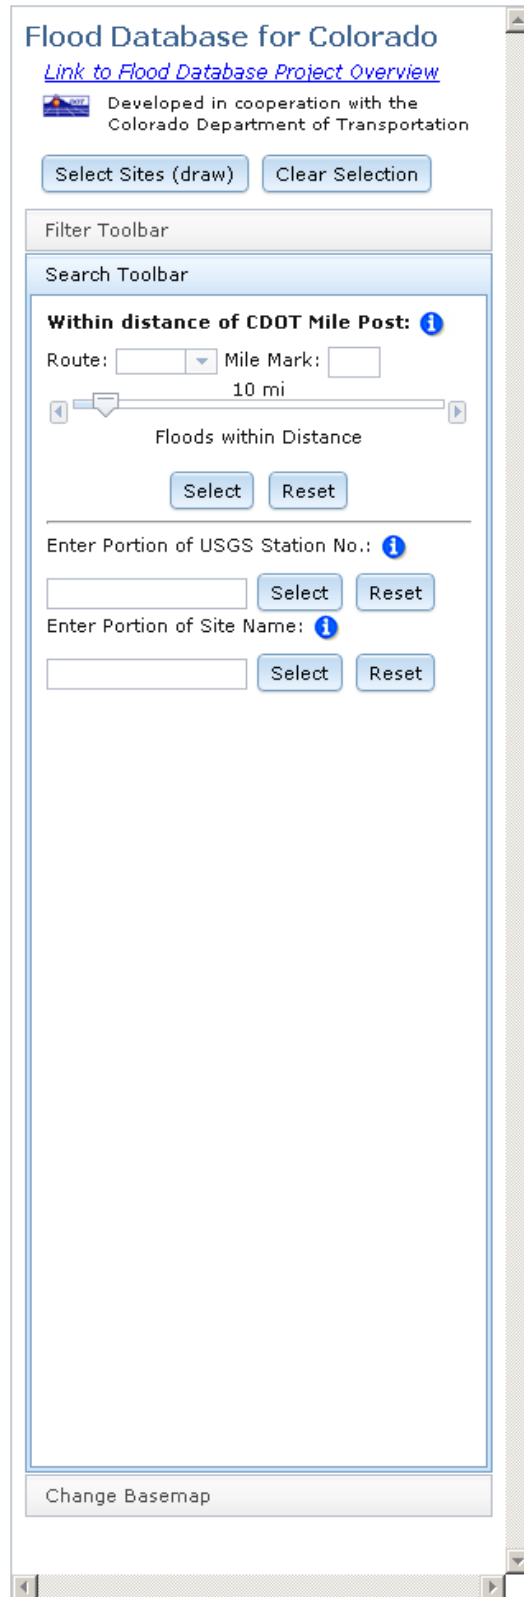 Flood Database for Colorado
Link to Flood Database Project Overview
Developed in cooperation with the
Colorado Department of Transportation
Select Sites (draw) Clear Selection
Filter Toolbar
Search Toolbar
Within distance of CDOT Mile Post:
Route: Mile Mark:
10 mi
Floods within Distance
Select Reset
Enter Portion of USGS Station No.:
Select Reset
Enter Portion of Site Name:
Select Reset
Change Basemap